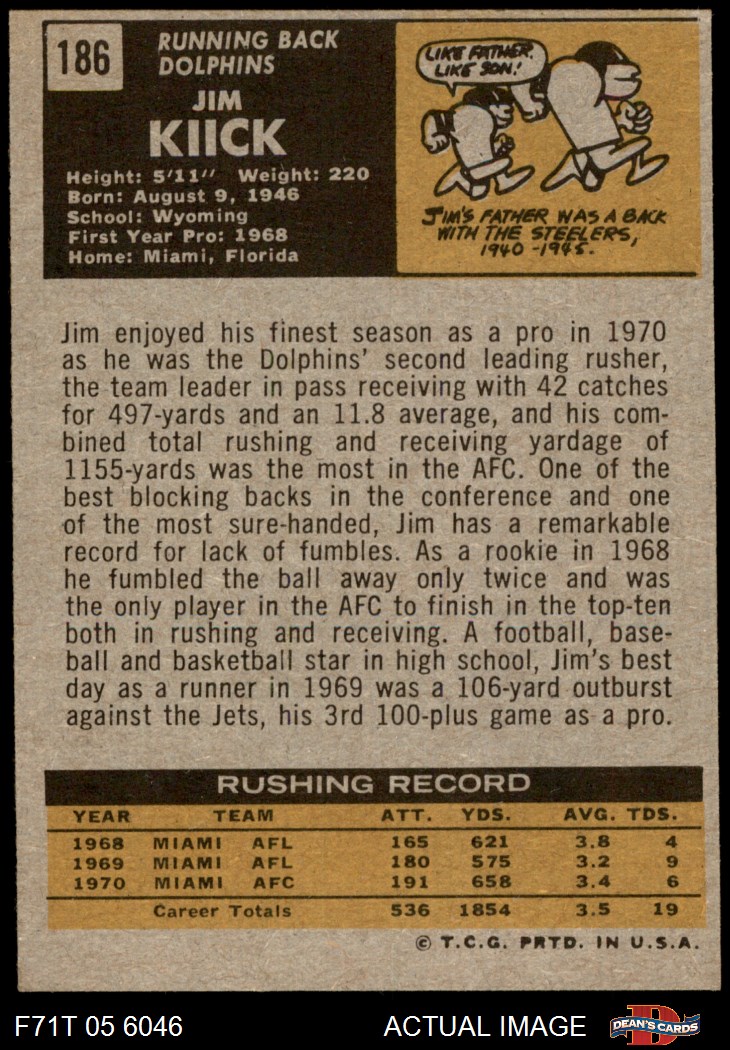 186
RUNNING BACK
DOLPHINS
JIM
KIICK
Height: 5'11" Weight: 220
Born: August 9, 1946
School: Wyoming
First Year Pro: 1968
Home: Miami, Florida
LIKE FATHER,
LIKE SON!
JIM'S FATHER WAS A BACK
WITH THE STEELERS,
1940-1945.
Jim enjoyed his finest season as a pro in 1970
as he was the Dolphins' second leading rusher,
the team leader in pass receiving with 42 catches
for 497-yards and an 11.8 average, and his com-
bined total rushing and receiving yardage of
1155-yards was the most in the AFC. One of the
best blocking backs in the conference and one
of the most sure-handed, Jim has a remarkable
record for lack of fumbles. As a rookie in 1968
he fumbled the ball away only twice and was
the only player in the AFC to finish in the top-ten
both in rushing and receiving. A football, base-
ball and basketball star in high school, Jim's best
day as a runner in 1969 was a 106-yard outburst
against the Jets, his 3rd 100-plus game as a pro.
RUSHING RECORD
YEAR TEAM ATT. YDS. AVG. TDS.
1968 MIAMI AFL 165 621 3.8 4
1969 MIAMI AFL 180 575 3.2 9
1970 MIAMI AFC 191 658 3.4 6
Career Totals 536 1854 3.5 19
© T.C.G. PRTD. IN U.S.A.
F71T 05 6046 ACTUAL IMAGE
D
DEAN'S CARDS